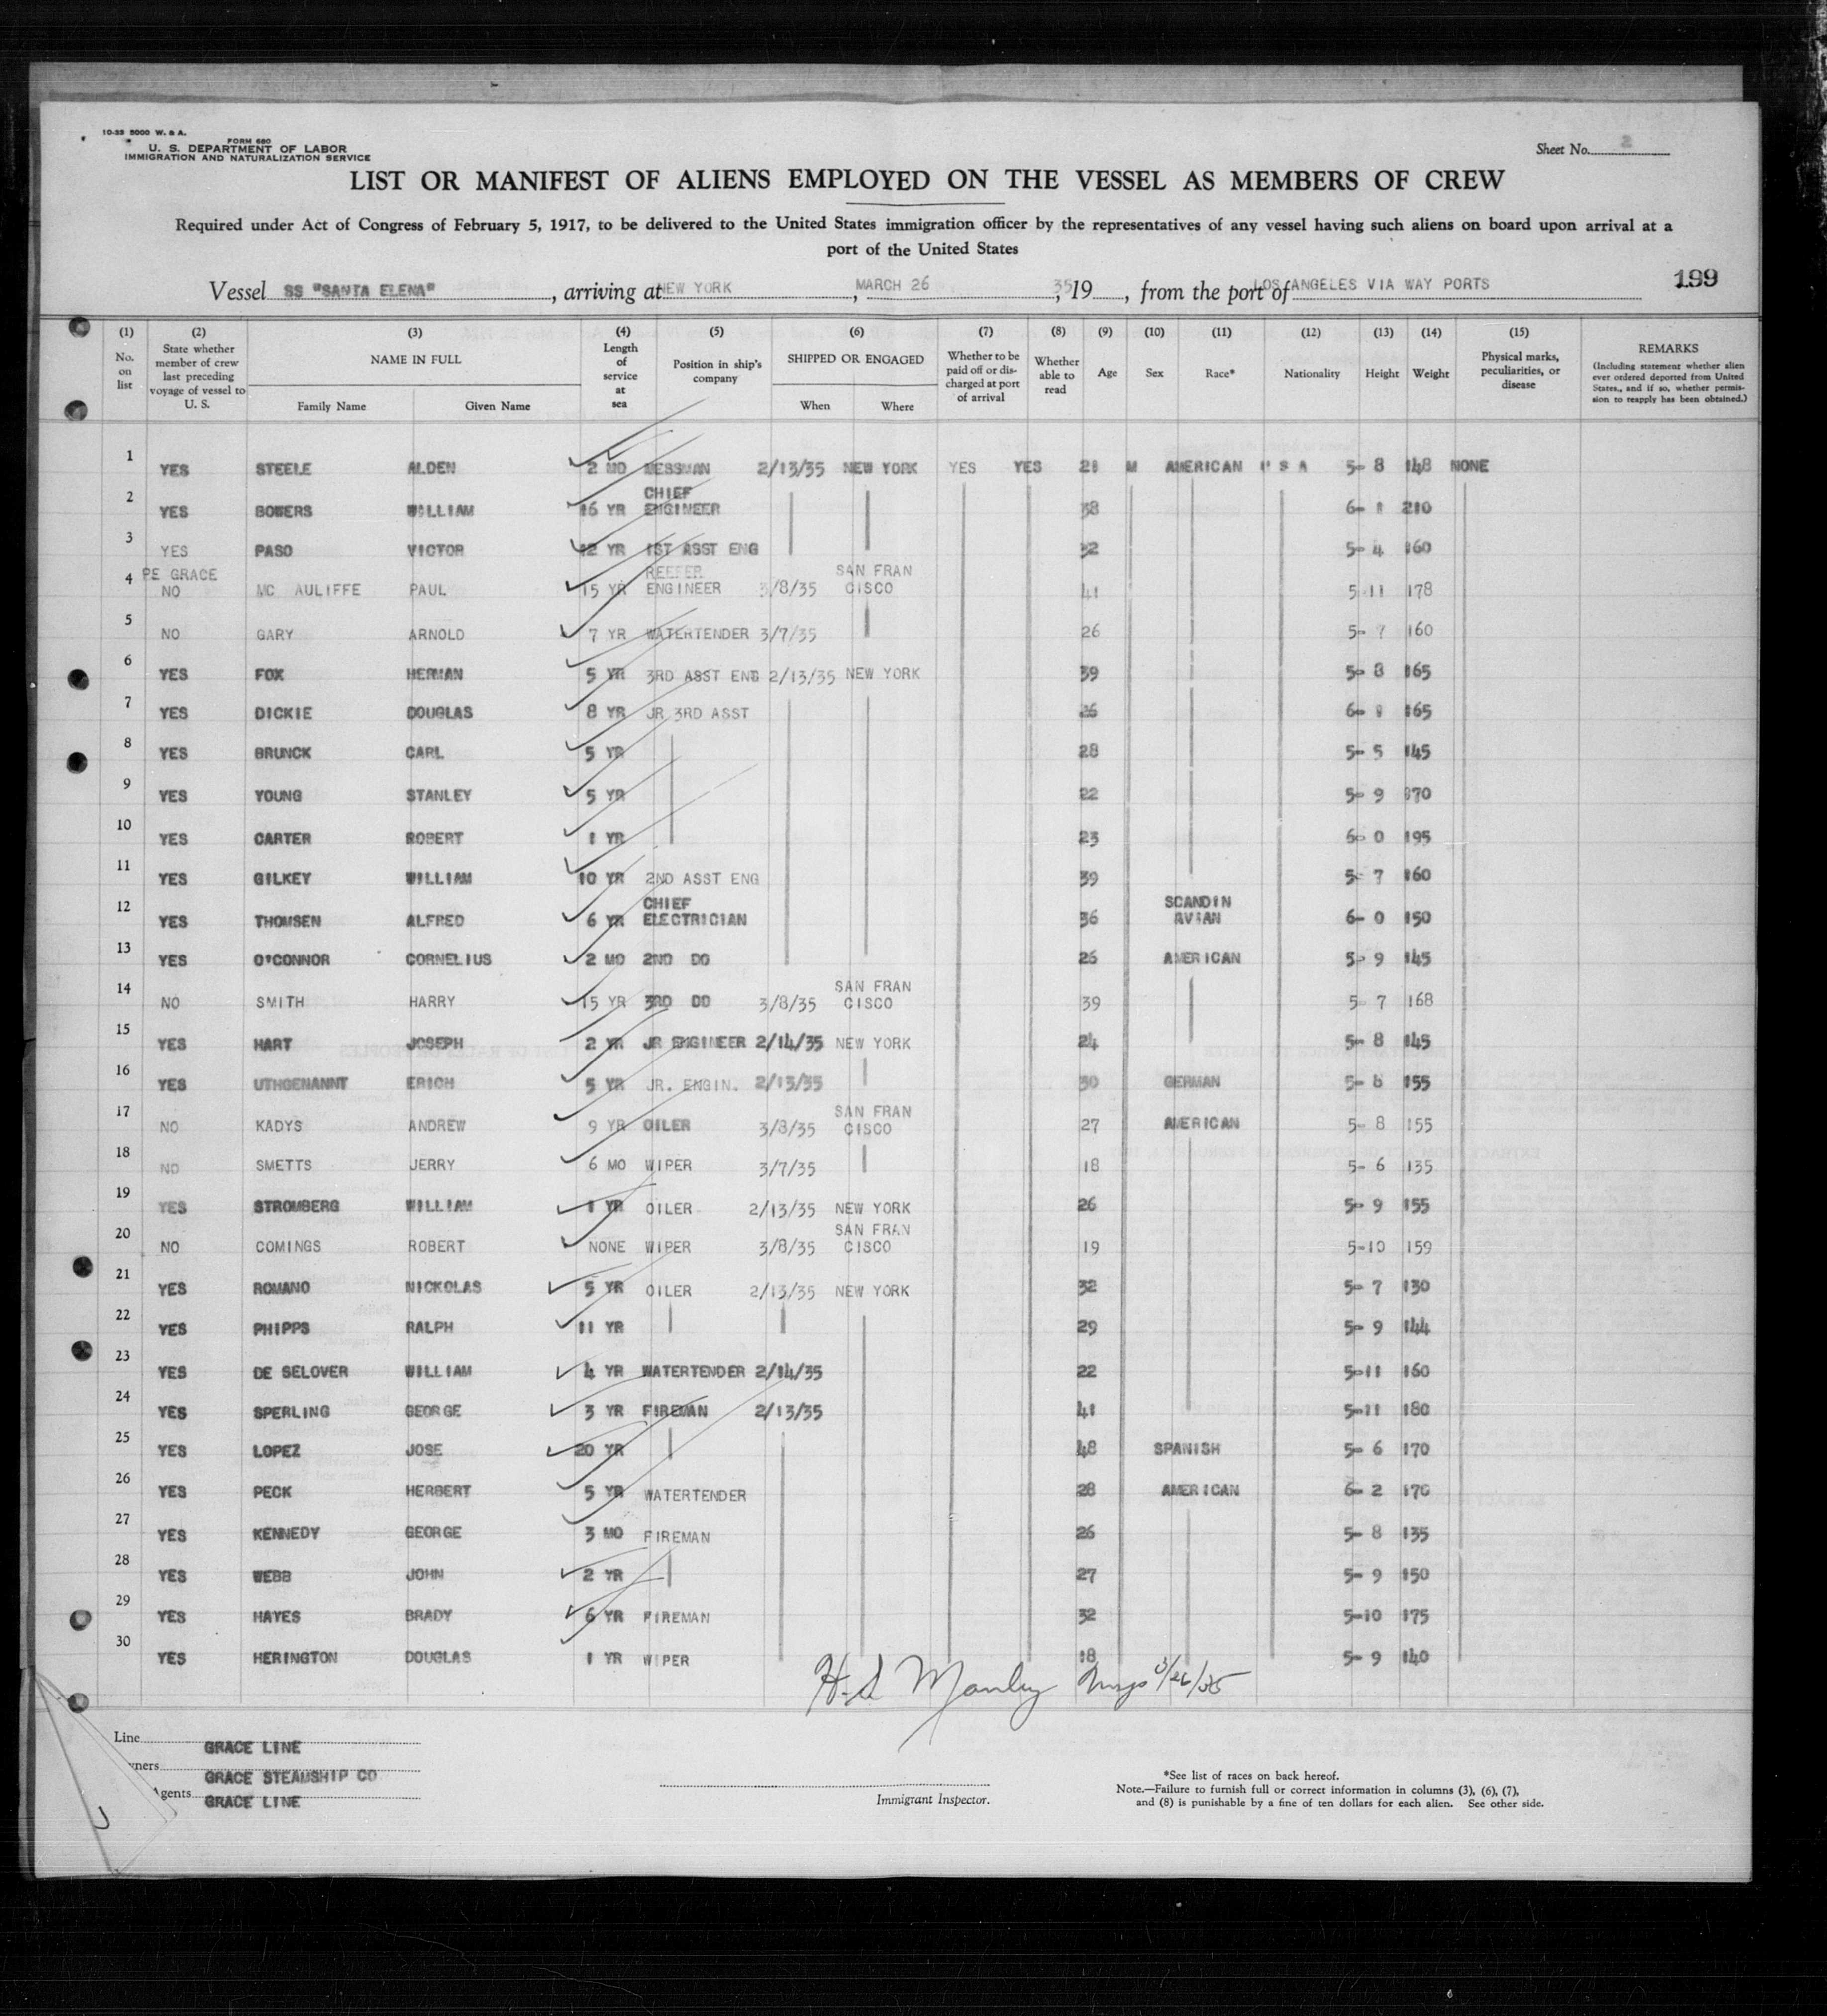 10-33 5000 W. & A.
FORM 680
U. S. DEPARTMENT OF LABOR
IMMIGRATION AND NATURALIZATION SERVICE
Sheet No. 2
LIST OR MANIFEST OF ALIENS EMPLOYED ON THE VESSEL AS MEMBERS OF CREW
Required under Act of Congress of February 5, 1917, to be delivered to the United States immigration officer by the representatives of any vessel having such aliens on board upon arrival at a
port of the United States
Vessel SS "SANTA ELENA", arriving at NEW YORK, MARCH 26 35, 19, from the port of LOS ANGELES VIA WAY PORTS 199
(1) (2) (3) (4) (5) (6) (7) (8) (9) (10) (11) (12) (13) (14) (15)
No. on list State whether member of crew last preceding voyage of vessel to U. S. NAME IN FULL Family Name Given Name Length of service at sea Position in ship's company SHIPPED OR ENGAGED When Where Whether to be paid off or discharged at port of arrival Whether able to read Age Sex Race* Nationality Height Weight Physical marks, peculiarities, or disease REMARKS (Including statement whether alien ever ordered deported from United States, and if so, whether permission to reapply has been obtained.)
1 YES STEELE ALDEN 2 MO MESSMAN 2/13/35 NEW YORK YES YES 21 M AMERICAN U S A 5-8 148 NONE
2 YES BOWERS WILLIAM 16 YR CHIEF ENGINEER 38 6-1 210
3 YES PASO VICTOR 12 YR 1ST ASST ENG 32 5-4 160
4 PE GRACE NO MC AULIFFE PAUL 15 YR REEFER ENGINEER 3/8/35 SAN FRAN CISCO 41 5 11 178
5 NO GARY ARNOLD 7 YR WATERTENDER 3/7/35 26 5-7 160
6 YES FOX HERMAN 5 YR 3RD ASST ENG 2/13/35 NEW YORK 39 5-8 165
7 YES DICKIE DOUGLAS 8 YR JR 3RD ASST 26 6-1 165
8 YES BRUNCK CARL 5 YR 28 5-5 145
9 YES YOUNG STANLEY 5 YR 22 5-9 170
10 YES CARTER ROBERT 1 YR 23 6-0 195
11 YES GILKEY WILLIAM 10 YR 2ND ASST ENG 39 5-7 160
12 YES THOMSEN ALFRED 6 YR CHIEF ELECTRICIAN 36 SCANDIN AVIAN 6-0 150
13 YES O'CONNOR CORNELIUS 2 MO 2ND DO 26 AMERICAN 5-9 145
14 NO SMITH HARRY 15 YR 3RD DO 3/8/35 SAN FRAN CISCO 39 5-7 168
15 YES HART JOSEPH 2 YR JR ENGINEER 2/14/35 NEW YORK 24 5-8 145
16 YES UTHGENANNT ERICH 5 YR JR. ENGIN. 2/13/35 30 GERMAN 5-8 155
17 NO KADYS ANDREW 9 YR OILER 3/8/35 SAN FRAN CISCO 27 AMERICAN 5-8 155
18 NO SMETTS JERRY 6 MO WIPER 3/7/35 18 5-6 135
19 YES STROMBERG WILLIAM 1 YR OILER 2/13/35 NEW YORK 26 5-9 155
20 NO COMINGS ROBERT NONE WIPER 3/8/35 SAN FRAN CISCO 19 5-10 159
21 YES ROMANO NICKOLAS 5 YR OILER 2/13/35 NEW YORK 32 5-7 130
22 YES PHIPPS RALPH 11 YR 29 5-9 144
23 YES DE SELOVER WILLIAM 4 YR WATERTENDER 2/14/35 22 5-11 160
24 YES SPERLING GEORGE 3 YR FIREMAN 2/13/35 41 5-11 180
25 YES LOPEZ JOSE 20 YR 48 SPANISH 5-6 170
26 YES PECK HERBERT 5 YR WATERTENDER 28 AMERICAN 6-2 170
27 YES KENNEDY GEORGE 3 MO FIREMAN 26 5-8 135
28 YES WEBB JOHN 2 YR 27 5-9 150
29 YES HAYES BRADY 6 YR FIREMAN 32 5-10 175
30 YES HERINGTON DOUGLAS 1 YR WIPER 18 5-9 140
H.S Manley 3/26/35
Line GRACE LINE
ners GRACE STEAMSHIP CO
Agents GRACE LINE
Immigrant Inspector.
*See list of races on back hereof.
Note.—Failure to furnish full or correct information in columns (3), (6), (7),
and (8) is punishable by a fine of ten dollars for each alien. See other side.